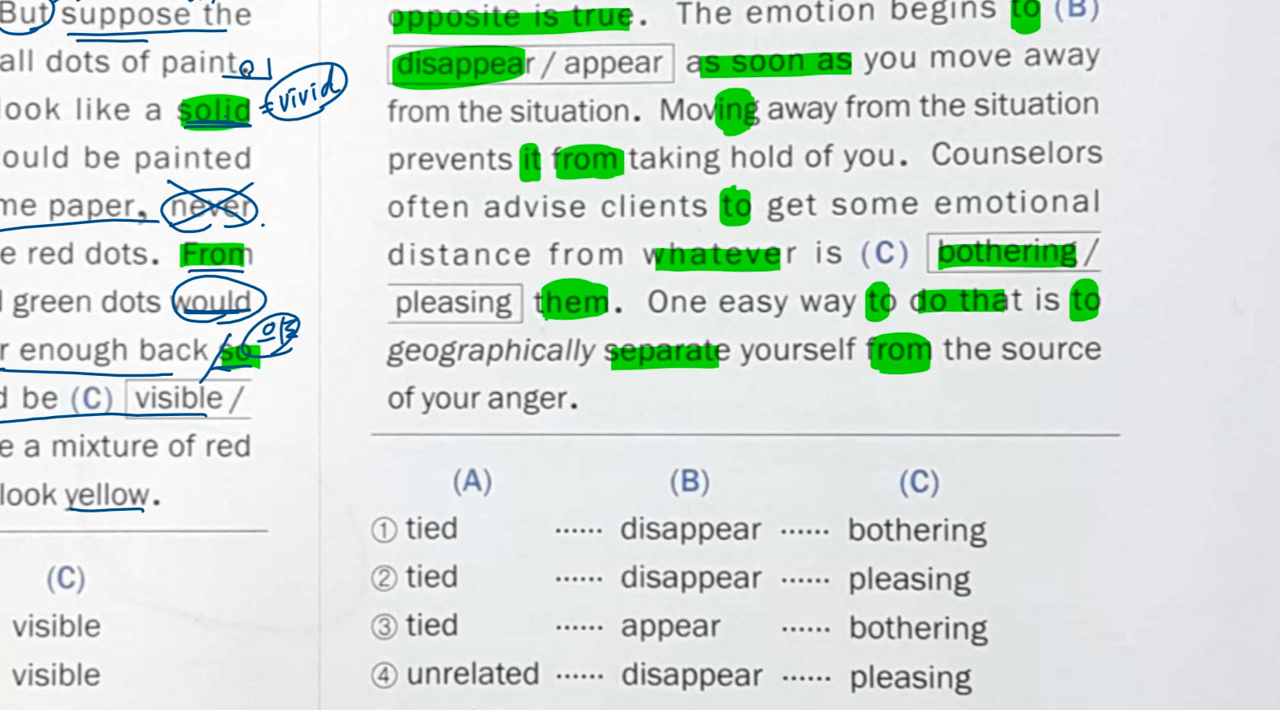 But suppose the
all dots of paint
look like a solid = vivid
ould be painted
me paper, never
e red dots. From
green dots would
r enough back so
d be (C) visible /
e a mixture of red
look yellow.
(C)
visible
visible
opposite is true. The emotion begins to (B)
disappear / appear as soon as you move away
from the situation. Moving away from the situation
prevents it from taking hold of you. Counselors
often advise clients to get some emotional
distance from whatever is (C) bothering /
pleasing them. One easy way to do that is to
geographically separate yourself from the source
of your anger.
(A) (B) (C)
① tied ...... disappear ...... bothering
② tied ...... disappear ...... pleasing
③ tied ...... appear ...... bothering
④ unrelated ...... disappear ...... pleasing